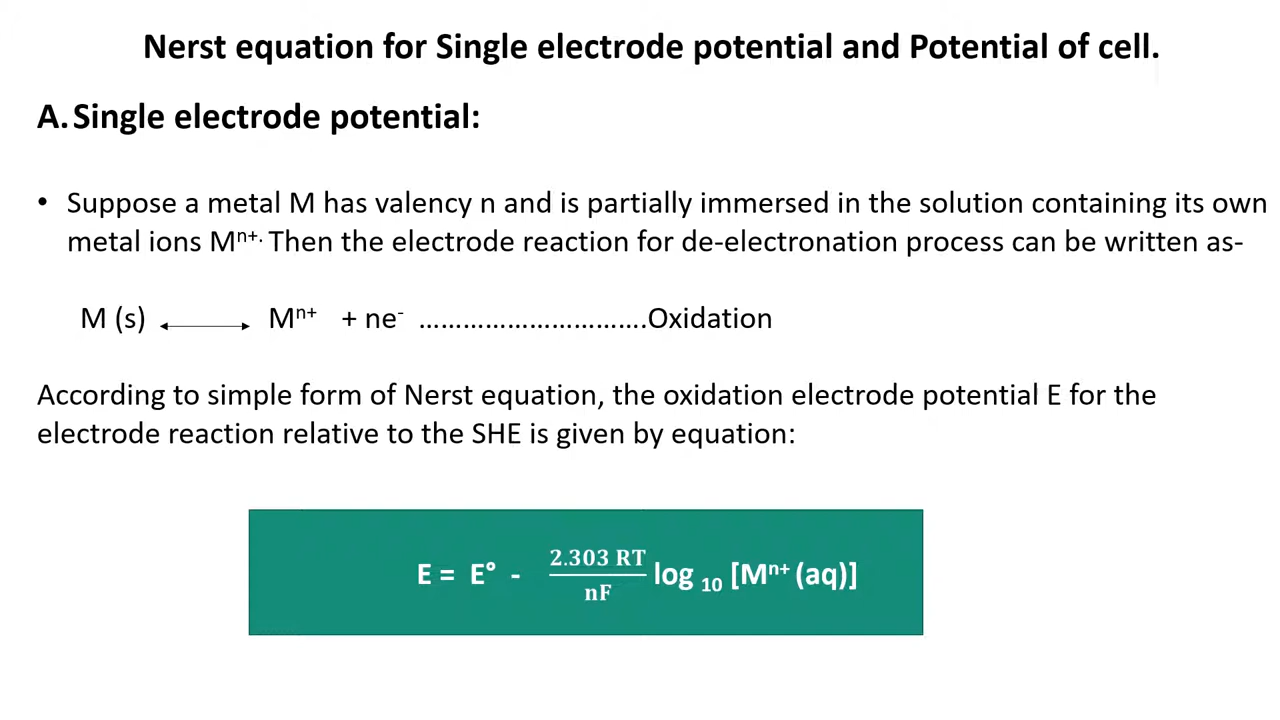 Nerst equation for Single electrode potential and Potential of cell.
A. Single electrode potential:
• Suppose a metal M has valency n and is partially immersed in the solution containing its own
metal ions Mⁿ⁺· Then the electrode reaction for de-electronation process can be written as-
M (s) ⟷ Mⁿ⁺ + ne⁻ ………………………….Oxidation
According to simple form of Nerst equation, the oxidation electrode potential E for the
electrode reaction relative to the SHE is given by equation:
E = E° - 2.303 RT / nF log ₁₀ [Mⁿ⁺ (aq)]